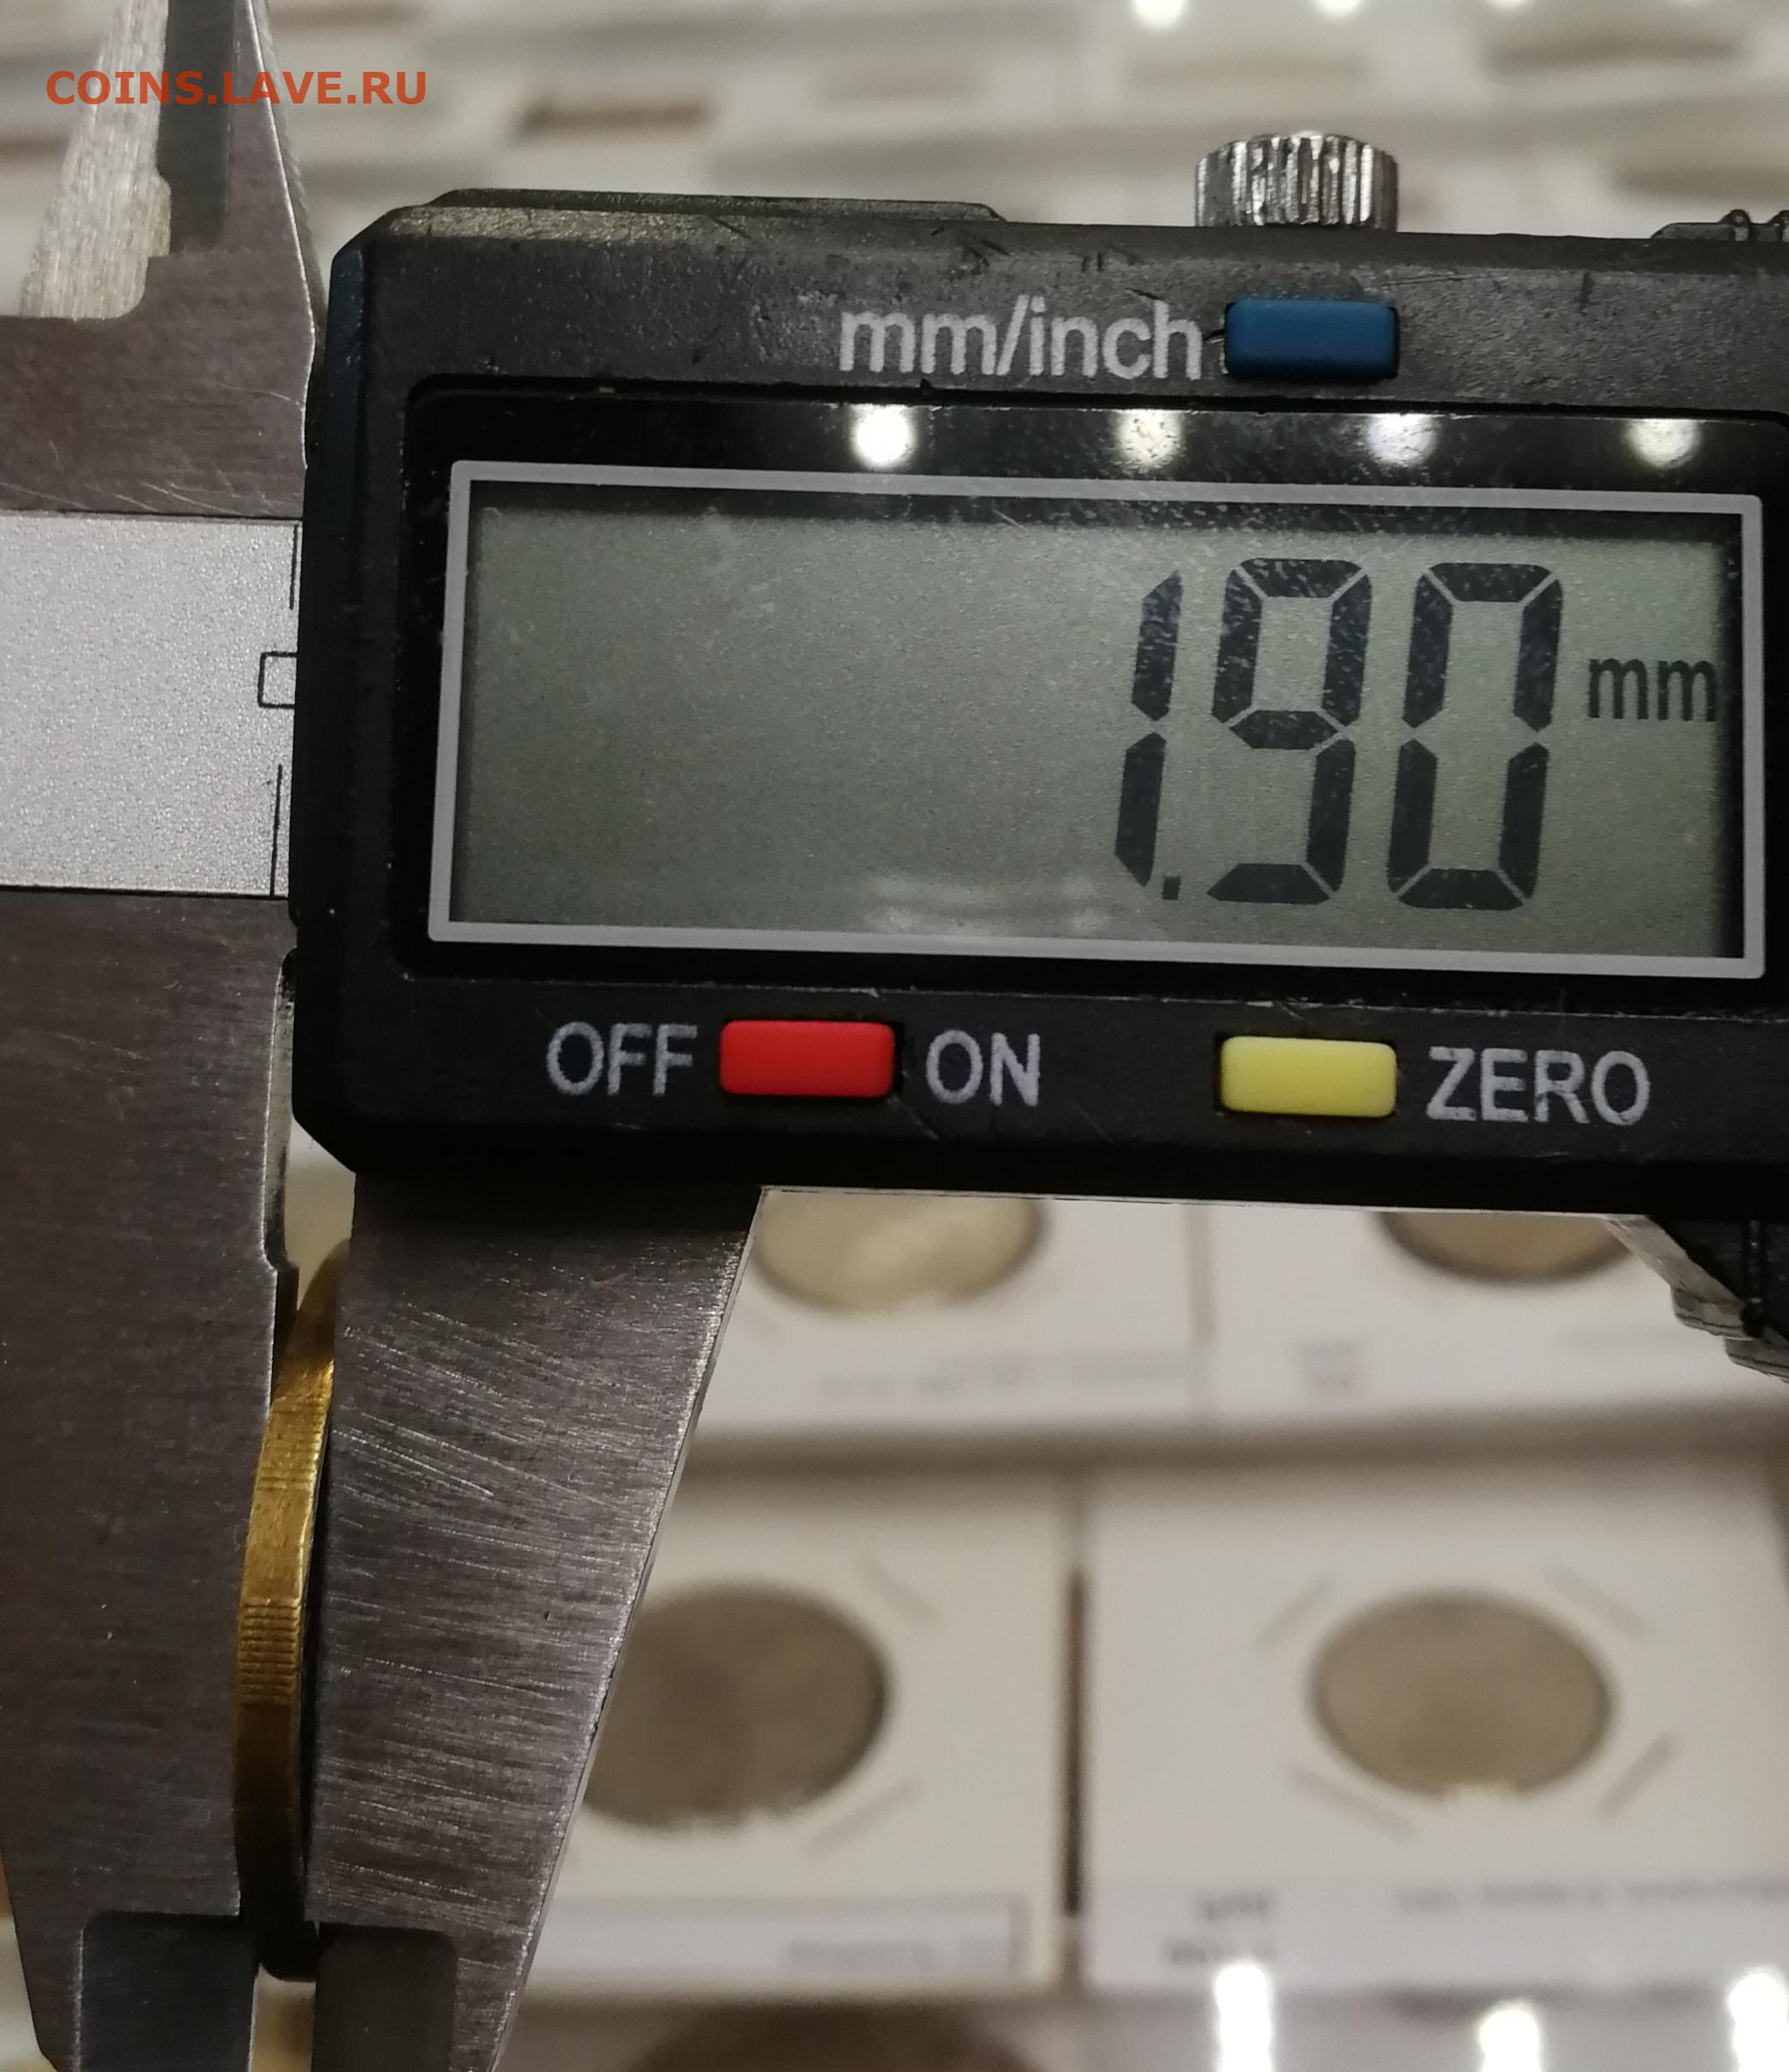 COINS.LAVE.RU
mm/inch
1.90 mm
OFF ON ZERO